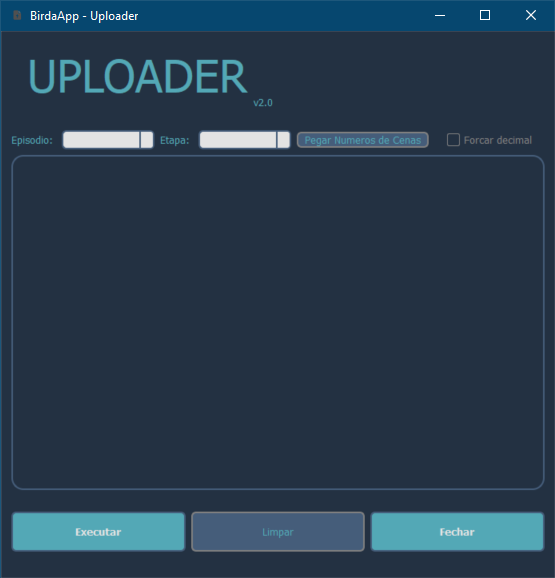 BirdaApp - Uploader
UPLOADER
v2.0
Episodio: Etapa: Pegar Numeros de Cenas Forcar decimal
Executar Limpar Fechar